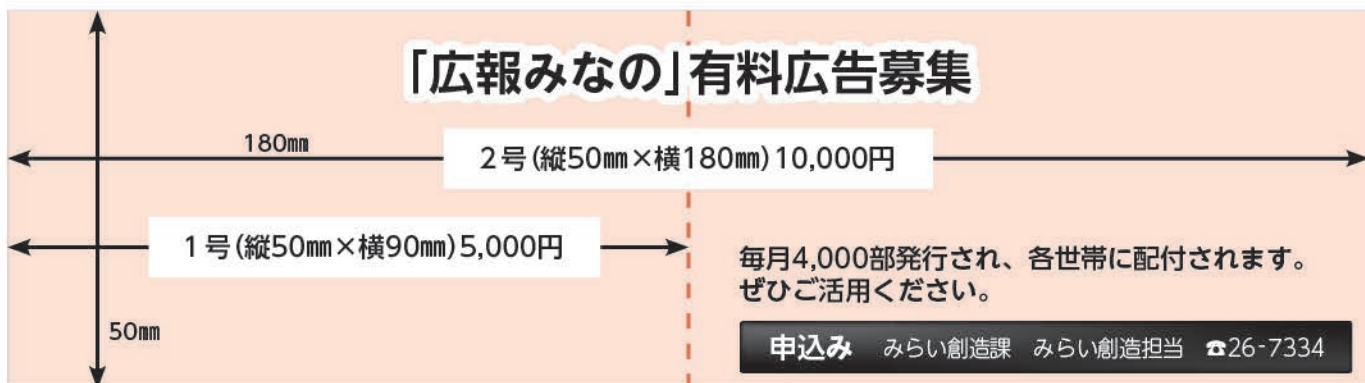 「広報みなの」有料広告募集
180㎜
2号(縦50㎜×横180㎜)10,000円
1号(縦50㎜×横90㎜)5,000円
毎月4,000部発行され、各世帯に配付されます。
ぜひご活用ください。
50㎜
申込み みらい創造課 みらい創造担当 ☎26-7334